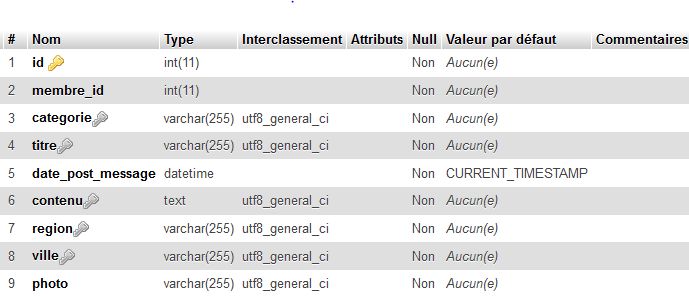 # Nom Type Interclassement Attributs Null Valeur par défaut Commentaires
1 id int(11) Non Aucun(e)
2 membre_id int(11) Non Aucun(e)
3 categorie varchar(255) utf8_general_ci Non Aucun(e)
4 titre varchar(255) utf8_general_ci Non Aucun(e)
5 date_post_message datetime Non CURRENT_TIMESTAMP
6 contenu text utf8_general_ci Non Aucun(e)
7 region varchar(255) utf8_general_ci Non Aucun(e)
8 ville varchar(255) utf8_general_ci Non Aucun(e)
9 photo varchar(255) utf8_general_ci Non Aucun(e)